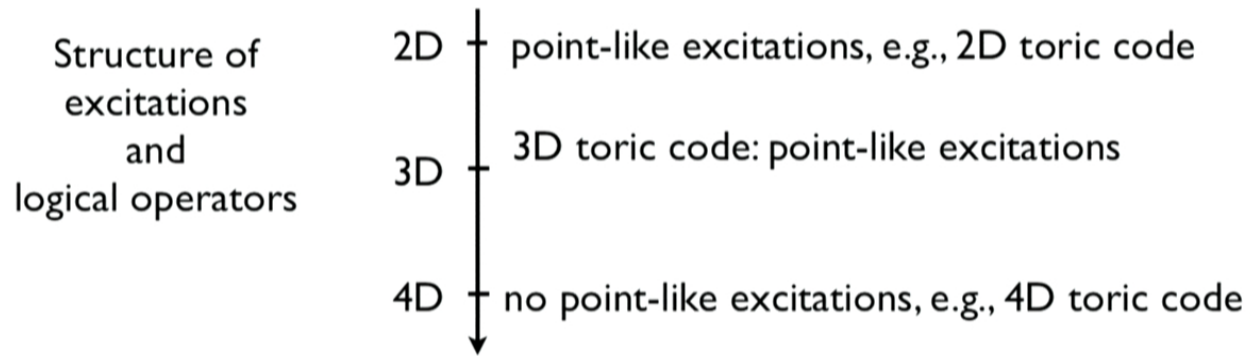 Structure of
excitations
and
logical operators
2D point-like excitations, e.g., 2D toric code
3D 3D toric code: point-like excitations
4D no point-like excitations, e.g., 4D toric code